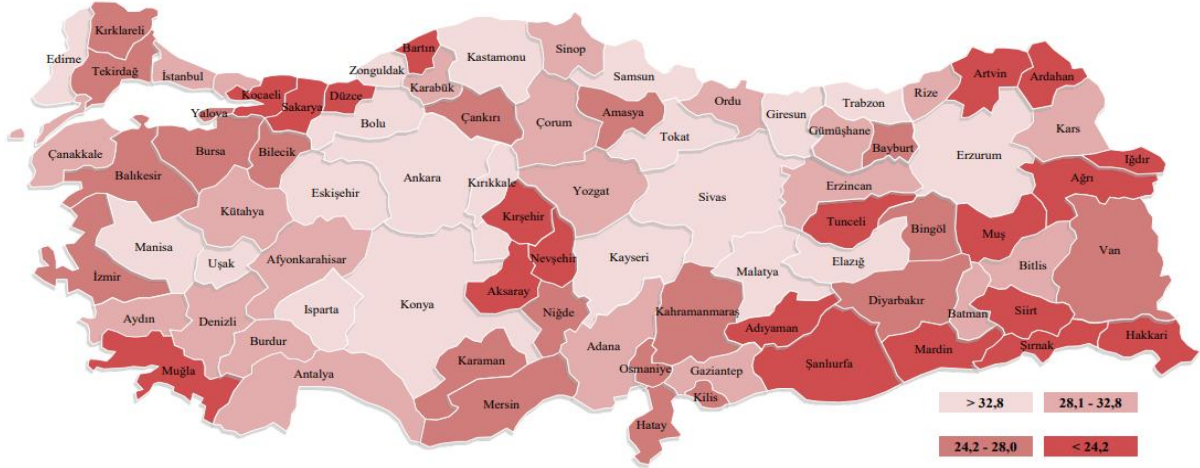 Kırklareli
Edirne
Tekirdağ
İstanbul
Kocaeli
Yalova
Sakarya
Düzce
Zonguldak
Bartın
Karabük
Kastamonu
Sinop
Samsun
Bolu
Çankırı
Çorum
Amasya
Tokat
Ordu
Giresun
Trabzon
Gümüşhane
Bayburt
Rize
Artvin
Ardahan
Kars
Erzurum
Iğdır
Ağrı
Çanakkale
Balıkesir
Bursa
Bilecik
Eskişehir
Kütahya
Ankara
Kırıkkale
Kırşehir
Yozgat
Sivas
Erzincan
Tunceli
Bingöl
Muş
Van
Manisa
Uşak
Afyonkarahisar
İzmir
Aydın
Denizli
Isparta
Burdur
Konya
Aksaray
Nevşehir
Niğde
Kayseri
Malatya
Elazığ
Diyarbakır
Batman
Bitlis
Siirt
Şırnak
Hakkari
Muğla
Antalya
Karaman
Mersin
Adana
Kahramanmaraş
Osmaniye
Gaziantep
Kilis
Hatay
Adıyaman
Şanlıurfa
Mardin
> 32,8
28,1 - 32,8
24,2 - 28,0
< 24,2